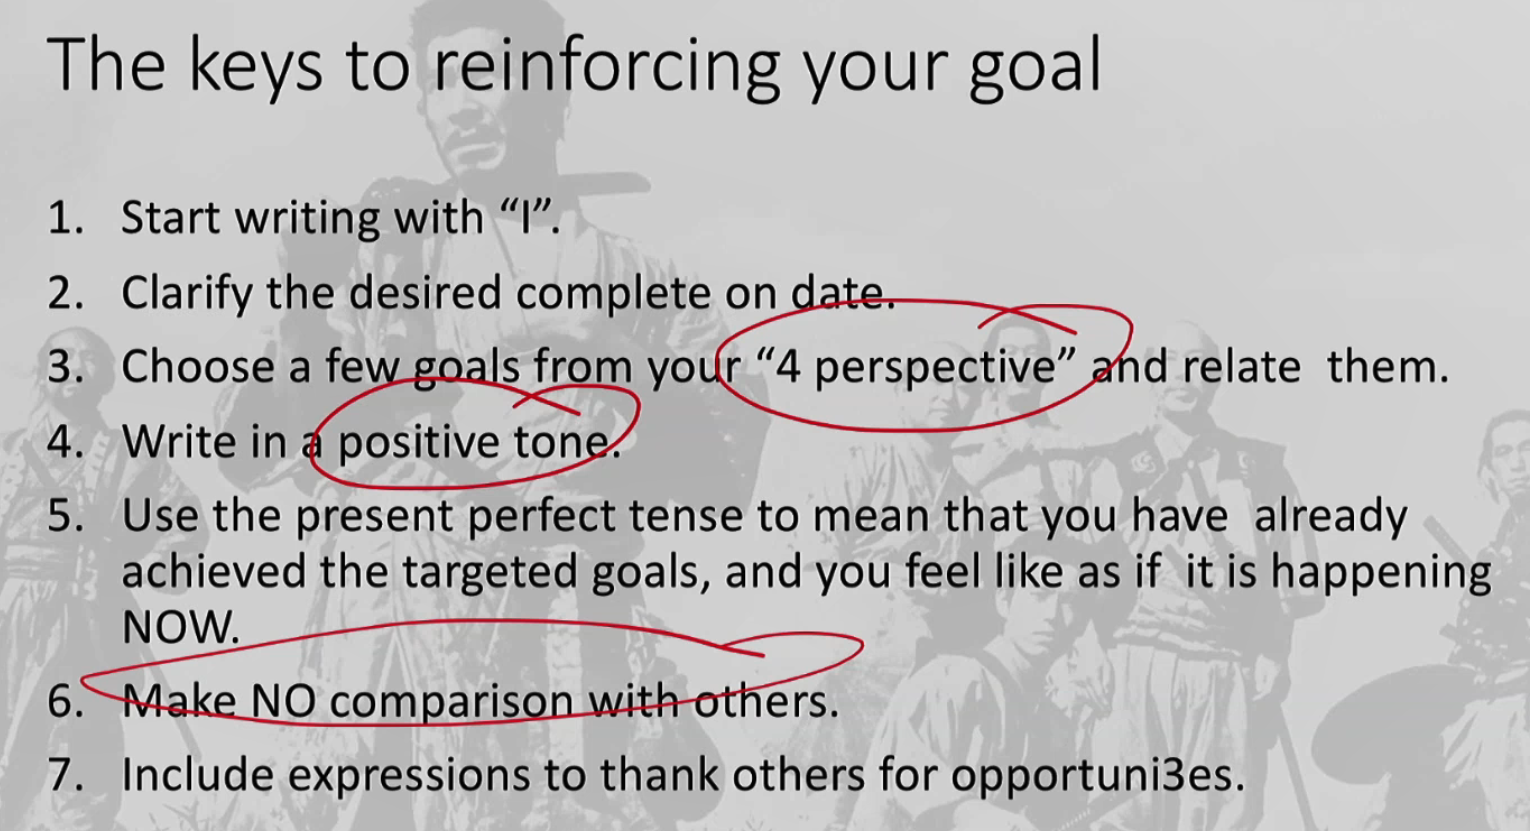 The keys to reinforcing your goal
1. Start writing with “I”.
2. Clarify the desired complete on date.
3. Choose a few goals from your “4 perspective” and relate them.
4. Write in a positive tone.
5. Use the present perfect tense to mean that you have already
achieved the targeted goals, and you feel like as if it is happening
NOW.
6. Make NO comparison with others.
7. Include expressions to thank others for opportuni3es.